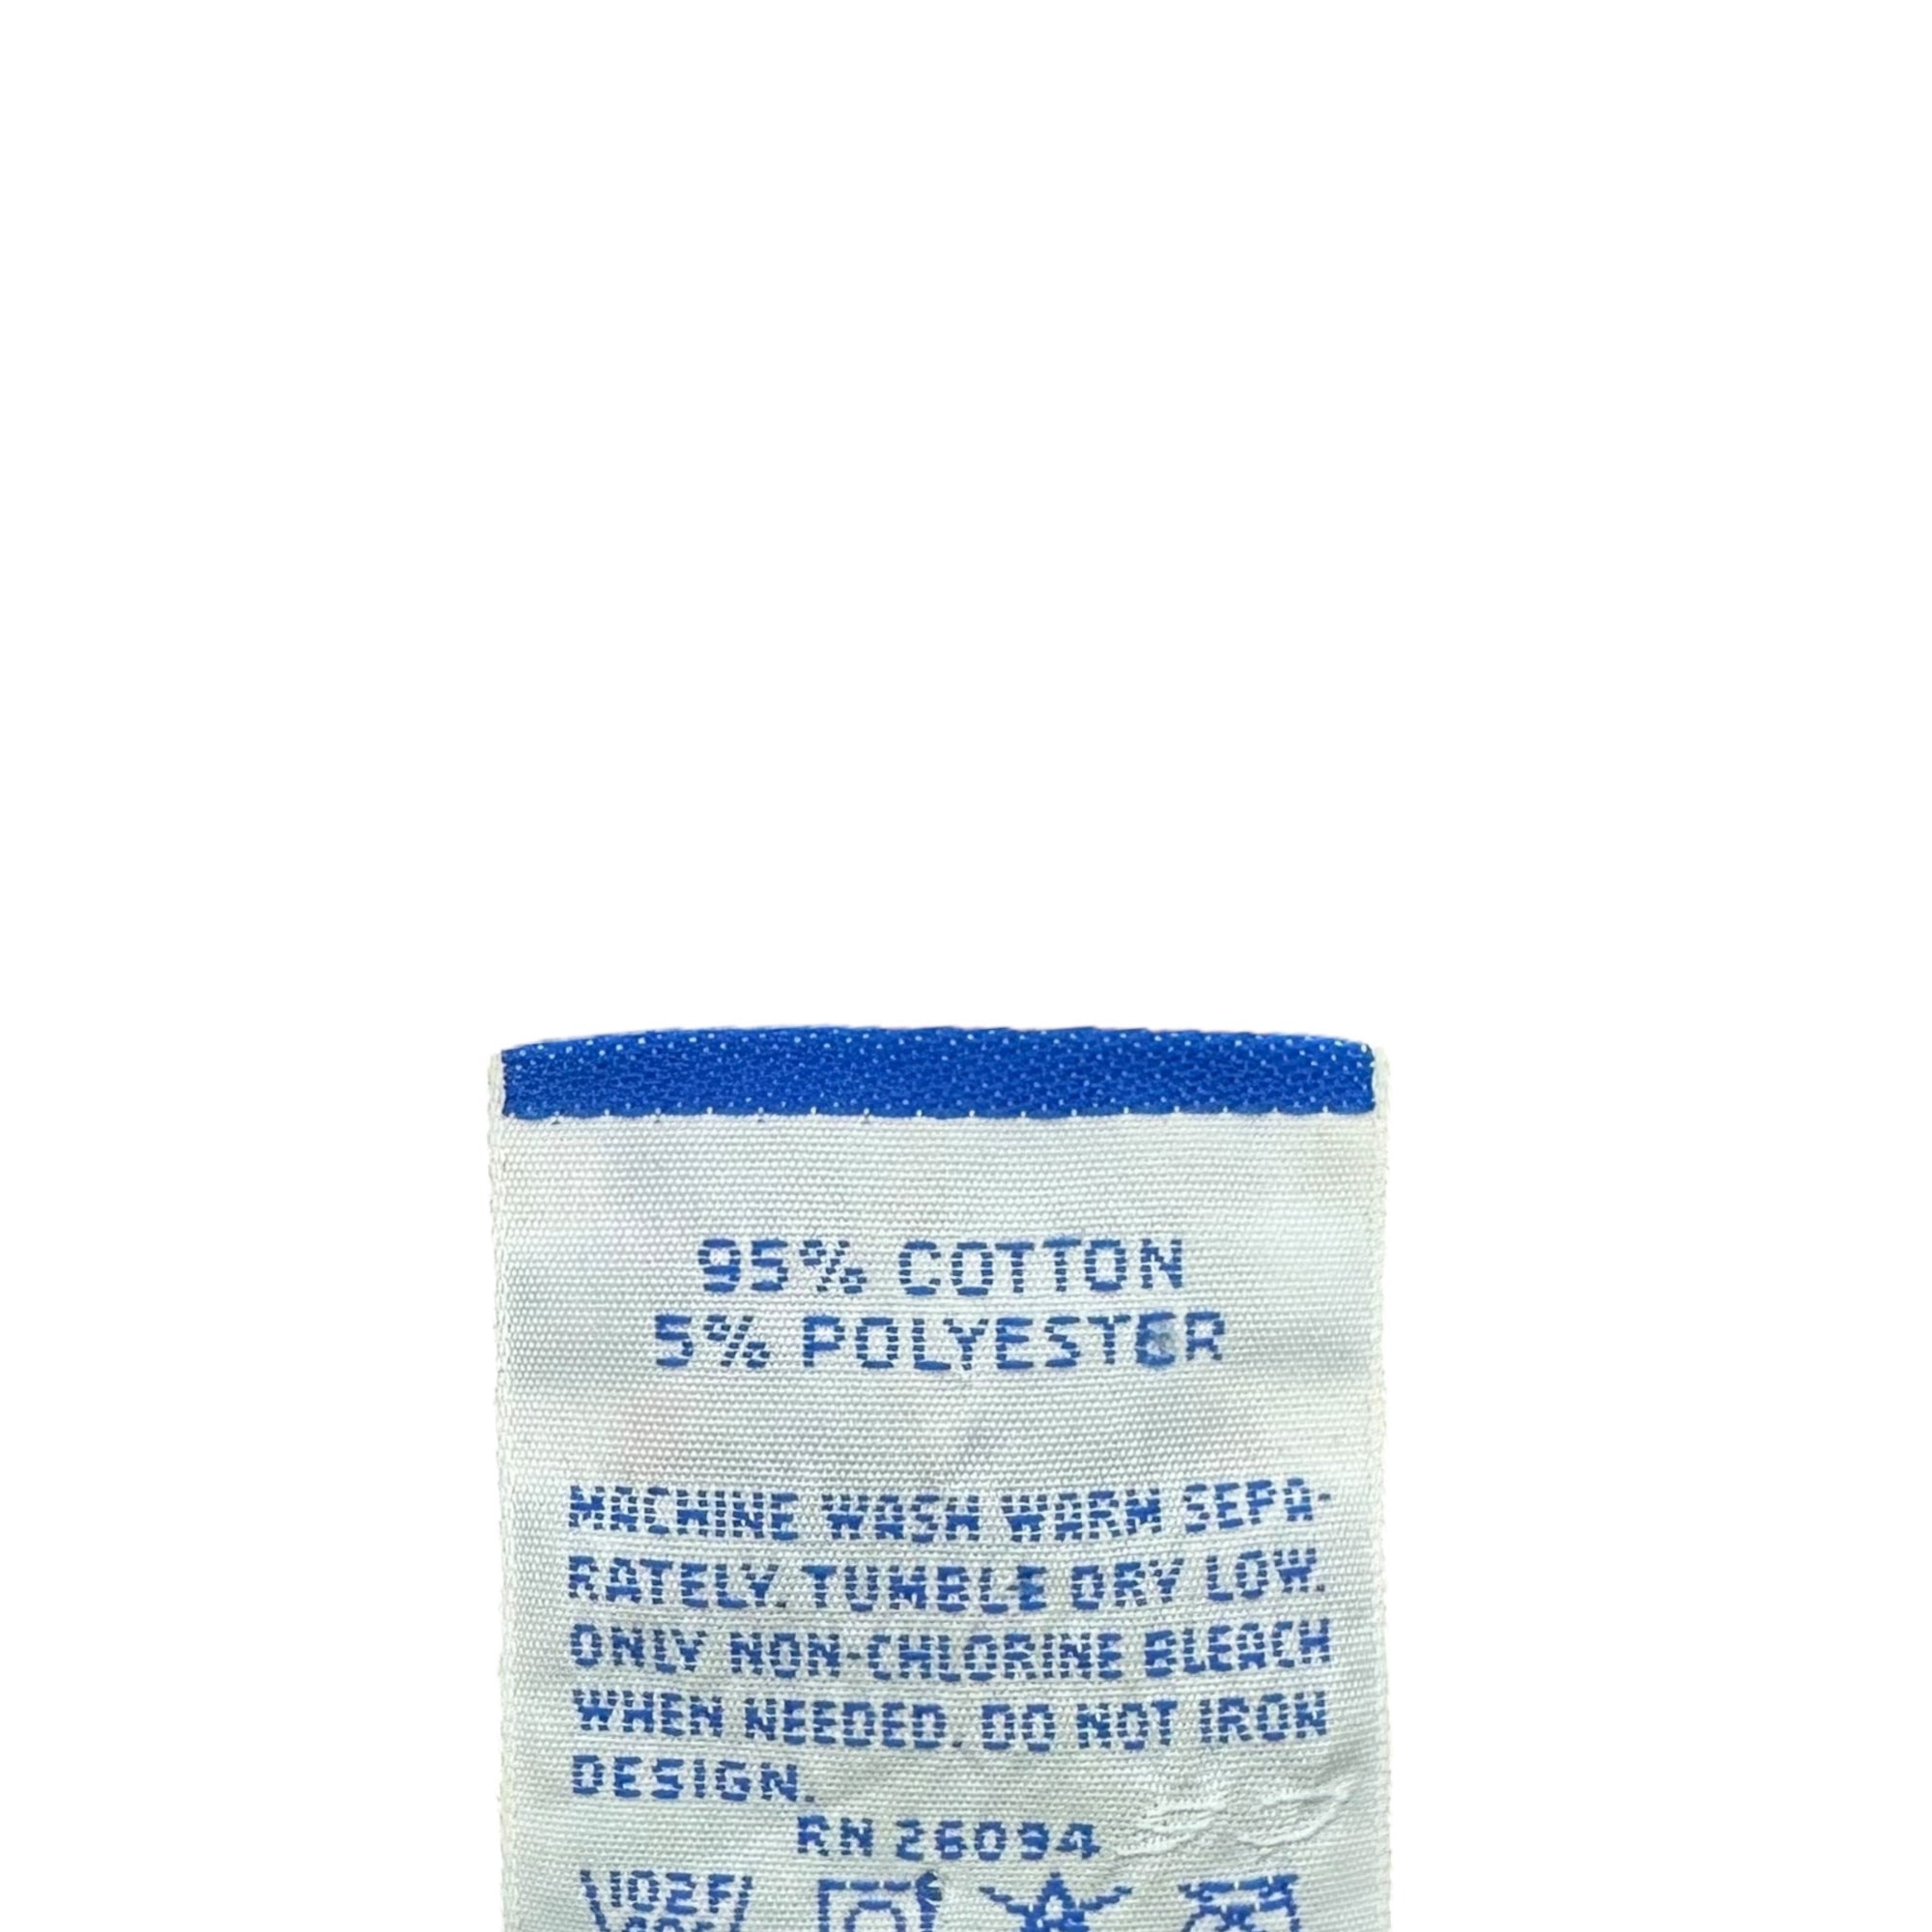 95% COTTON
5% POLYESTER
MACHINE WASH WARM SEPA-
RATELY. TUMBLE DRY LOW.
ONLY NON-CHLORINE BLEACH
WHEN NEEDED. DO NOT IRON
DESIGN.
RN 26094
102F